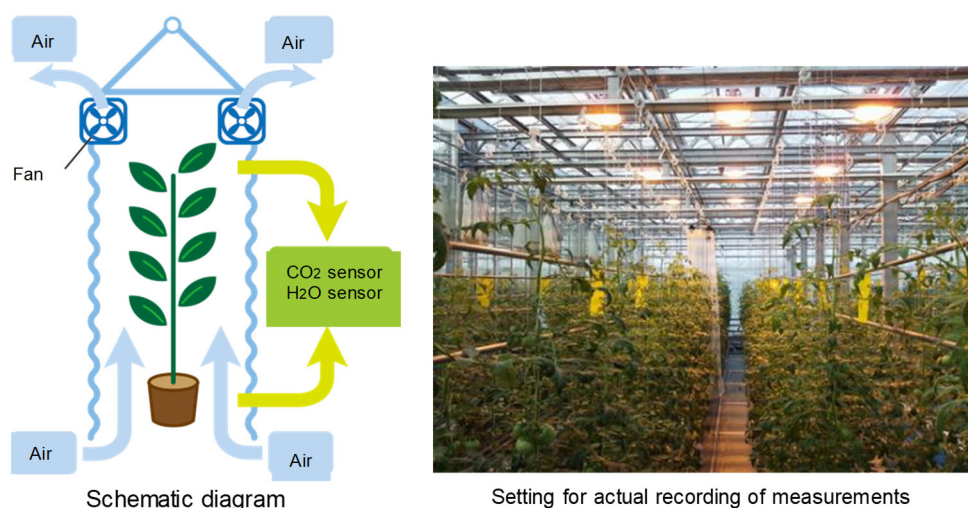 Air
Air
Fan
CO2 sensor
H2O sensor
Air
Air
Schematic diagram
Setting for actual recording of measurements